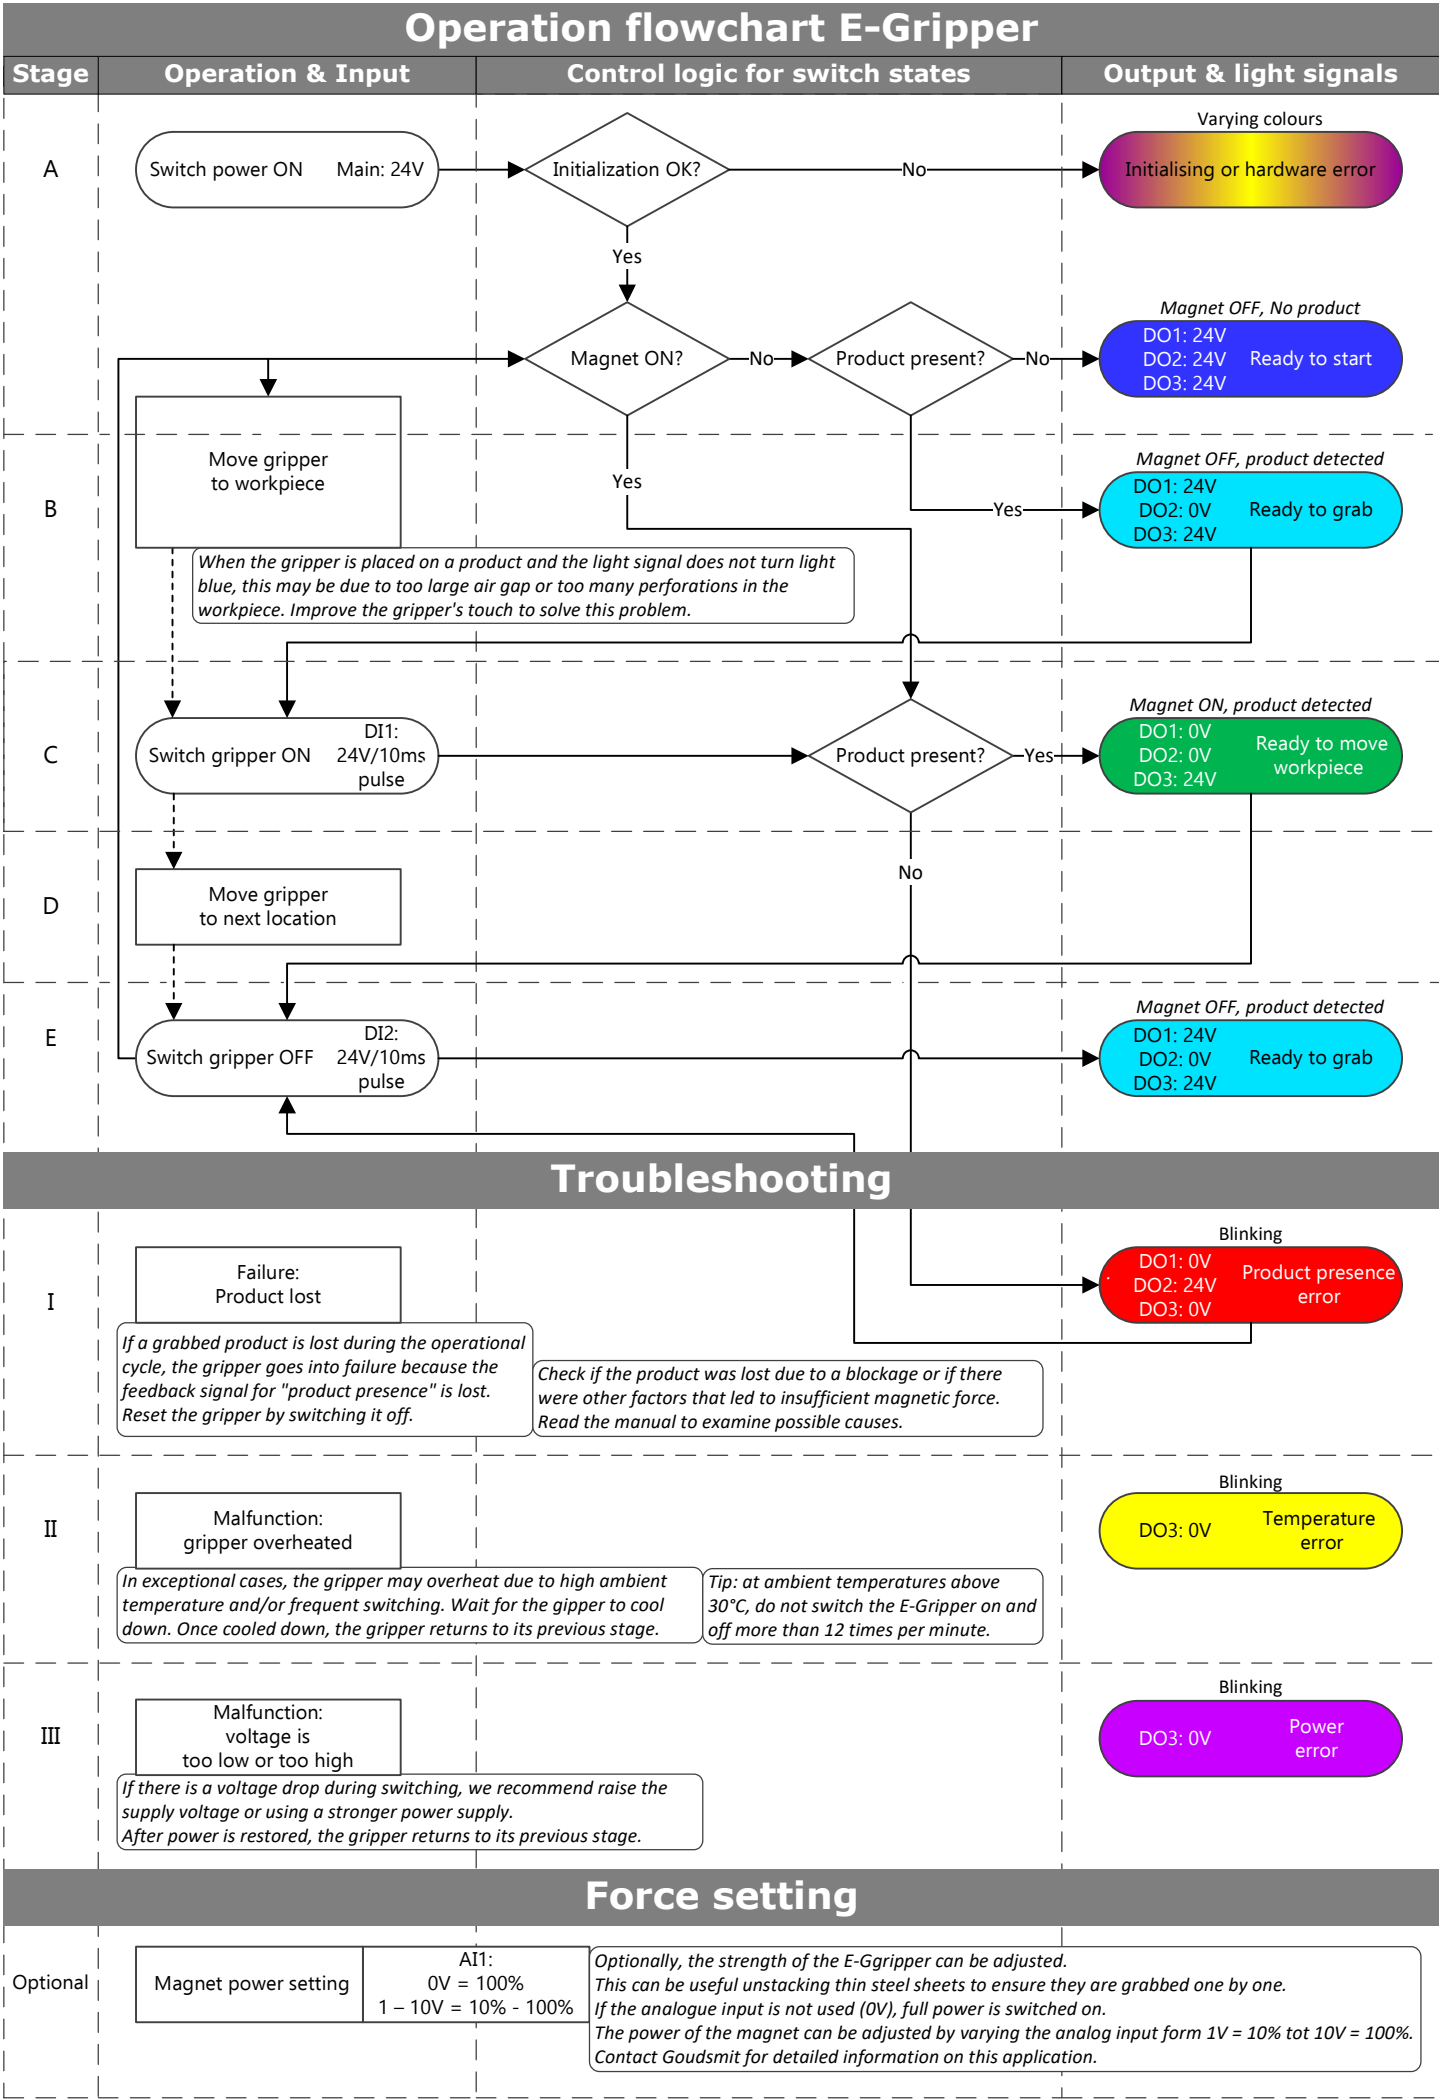 Operation flowchart E-Gripper
Stage
Operation & Input
Control logic for switch states
Output & light signals
A
Switch power ON
Main: 24V
Initialization OK?
No
Varying colours
Initialising or hardware error
Yes
Magnet ON?
No
Product present?
No
Magnet OFF, No product
DO1: 24V
DO2: 24V
DO3: 24V
Ready to start
B
Move gripper
to workpiece
Yes
Yes
Magnet OFF, product detected
DO1: 24V
DO2: 0V
DO3: 24V
Ready to grab
When the gripper is placed on a product and the light signal does not turn light
blue, this may be due to too large air gap or too many perforations in the
workpiece. Improve the gripper's touch to solve this problem.
C
Switch gripper ON
DI1:
24V/10ms
pulse
Product present?
Yes
Magnet ON, product detected
DO1: 0V
DO2: 0V
DO3: 24V
Ready to move
workpiece
No
D
Move gripper
to next location
E
Switch gripper OFF
DI2:
24V/10ms
pulse
Magnet OFF, product detected
DO1: 24V
DO2: 0V
DO3: 24V
Ready to grab
Troubleshooting
I
Failure:
Product lost
Blinking
DO1: 0V
DO2: 24V
DO3: 0V
Product presence
error
If a grabbed product is lost during the operational
cycle, the gripper goes into failure because the
feedback signal for "product presence" is lost.
Reset the gripper by switching it off.
Check if the product was lost due to a blockage or if there
were other factors that led to insufficient magnetic force.
Read the manual to examine possible causes.
II
Malfunction:
gripper overheated
Blinking
DO3: 0V
Temperature
error
In exceptional cases, the gripper may overheat due to high ambient
temperature and/or frequent switching. Wait for the gipper to cool
down. Once cooled down, the gripper returns to its previous stage.
Tip: at ambient temperatures above
30°C, do not switch the E-Gripper on and
off more than 12 times per minute.
III
Malfunction:
voltage is
too low or too high
Blinking
DO3: 0V
Power
error
If there is a voltage drop during switching, we recommend raise the
supply voltage or using a stronger power supply.
After power is restored, the gripper returns to its previous stage.
Force setting
Optional
Magnet power setting
AI1:
0V = 100%
1 – 10V = 10% - 100%
Optionally, the strength of the E-Ggripper can be adjusted.
This can be useful unstacking thin steel sheets to ensure they are grabbed one by one.
If the analogue input is not used (0V), full power is switched on.
The power of the magnet can be adjusted by varying the analog input form 1V = 10% tot 10V = 100%.
Contact Goudsmit for detailed information on this application.